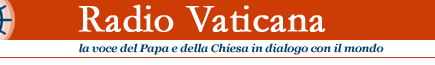 Radio Vaticana
la voce del Papa e della Chiesa in dialogo con il mondo